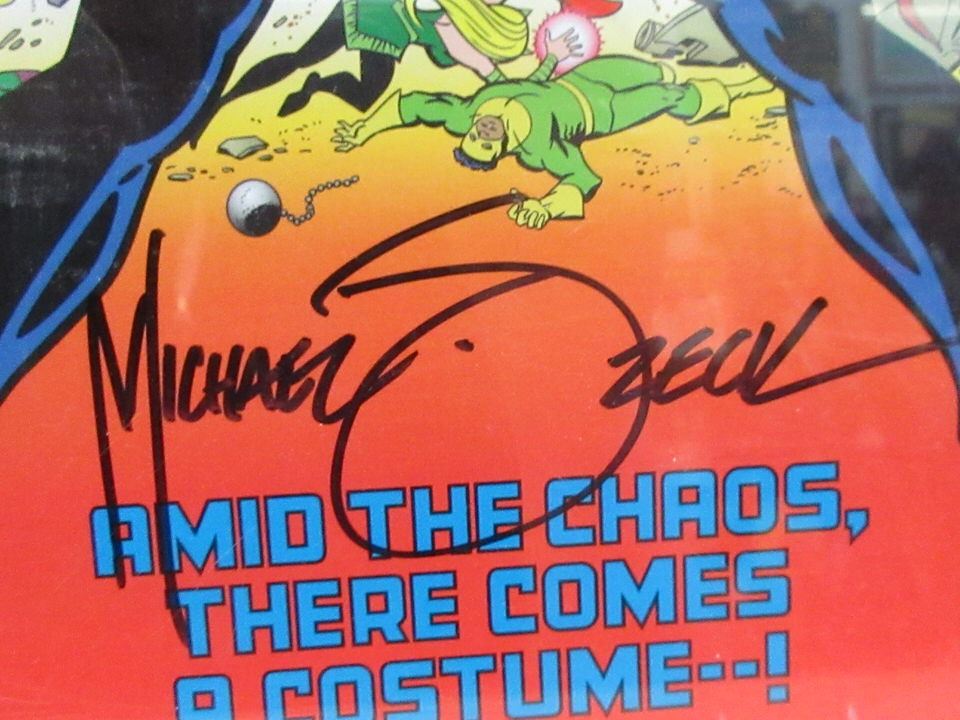 MICHAEL ZECK
AMID THE CHAOS,
THERE COMES
A COSTUME--!